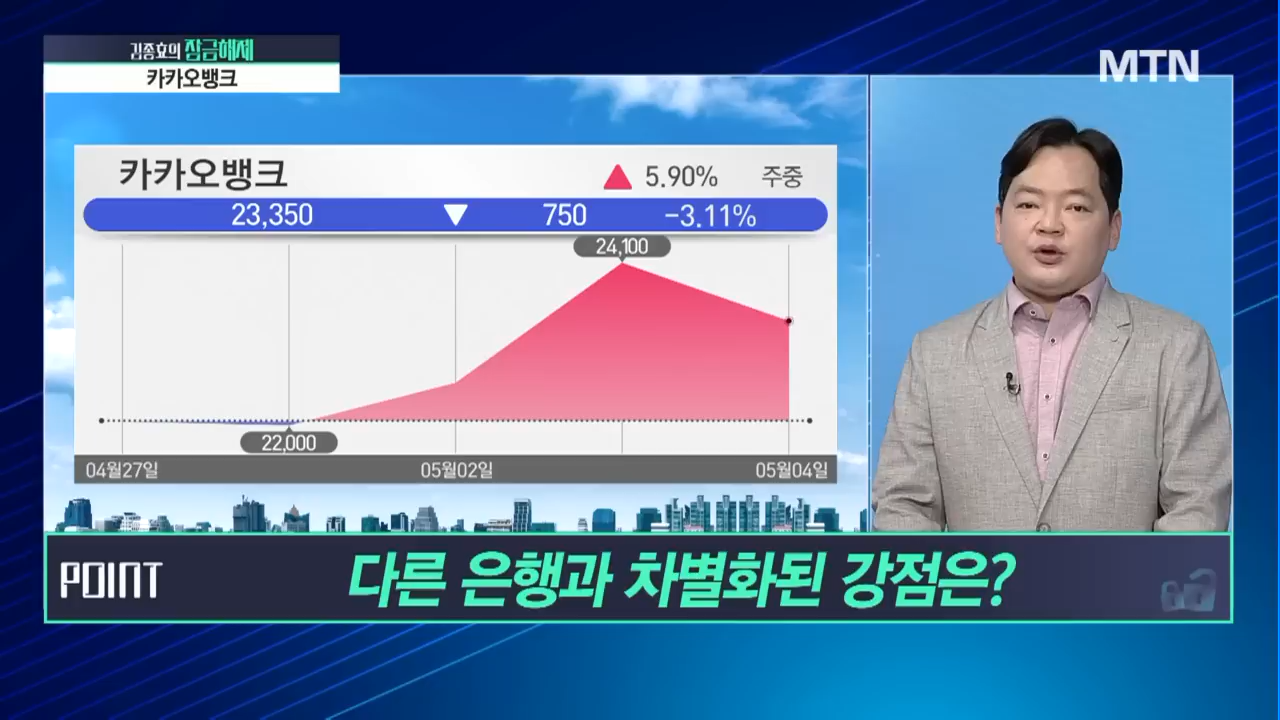 김종효의 잠금해제
카카오뱅크
MTN
카카오뱅크 ▲ 5.90% 주중
23,350 ▼ 750 -3.11%
24,100
22,000
04월27일 05월02일 05월04일
POINT 다른 은행과 차별화된 강점은?